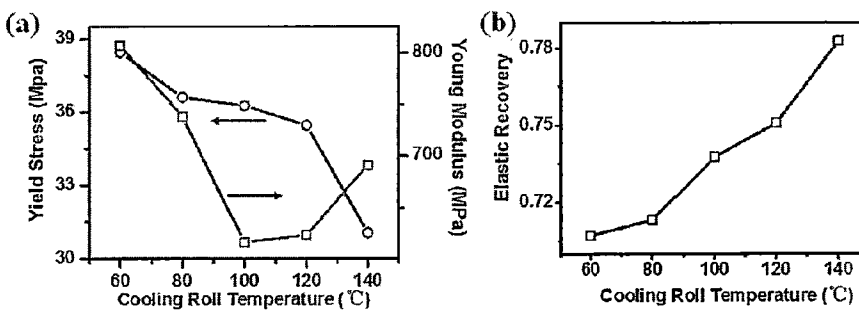 (a)
39
36
33
30
Yield Stress (Mpa)
800
700
Young Modulus (MPa)
60 80 100 120 140
Cooling Roll Temperature (℃)
(b)
0.78
0.75
0.72
Elastic Recovery
60 80 100 120 140
Cooling Roll Temperature (℃)